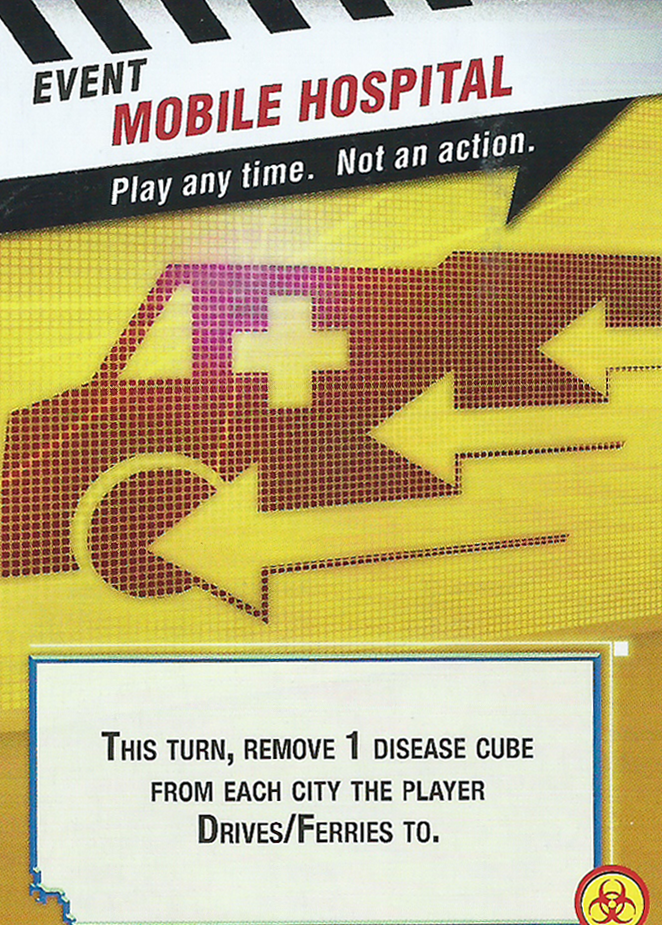 EVENT
MOBILE HOSPITAL
Play any time. Not an action.
THIS TURN, REMOVE 1 DISEASE CUBE
FROM EACH CITY THE PLAYER
DRIVES/FERRIES TO.